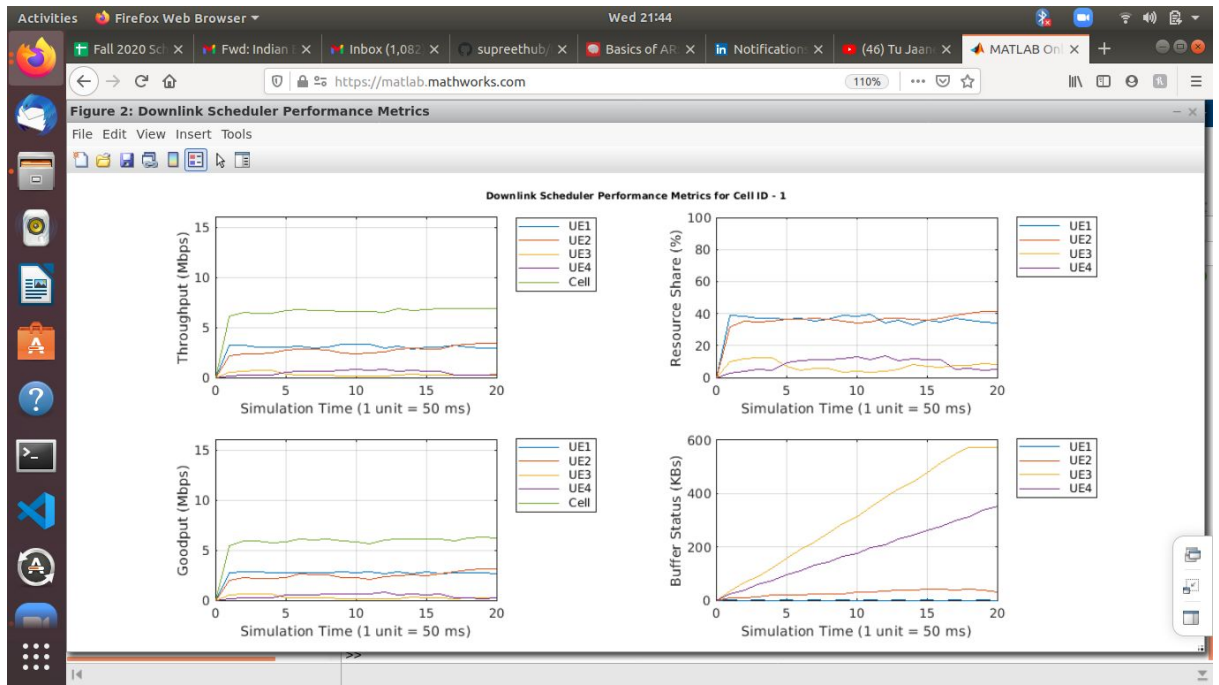 Activities Firefox Web Browser Wed 21:44
Fall 2020 Sch Fwd: Indian Inbox (1,082 supreethub/ Basics of AR in Notification (46) Tu Jaan MATLAB Onl
https://matlab.mathworks.com 110%
Figure 2: Downlink Scheduler Performance Metrics
File Edit View Insert Tools
Downlink Scheduler Performance Metrics for Cell ID - 1
Throughput (Mbps)
15
10
5
0
0 5 10 15 20
Simulation Time (1 unit = 50 ms)
UE1
UE2
UE3
UE4
Cell
Resource Share (%)
100
80
60
40
20
0
0 5 10 15 20
Simulation Time (1 unit = 50 ms)
UE1
UE2
UE3
UE4
Goodput (Mbps)
15
10
5
0
0 5 10 15 20
Simulation Time (1 unit = 50 ms)
UE1
UE2
UE3
UE4
Cell
Buffer Status (KBs)
600
400
200
0
0 5 10 15 20
Simulation Time (1 unit = 50 ms)
UE1
UE2
UE3
UE4
>>